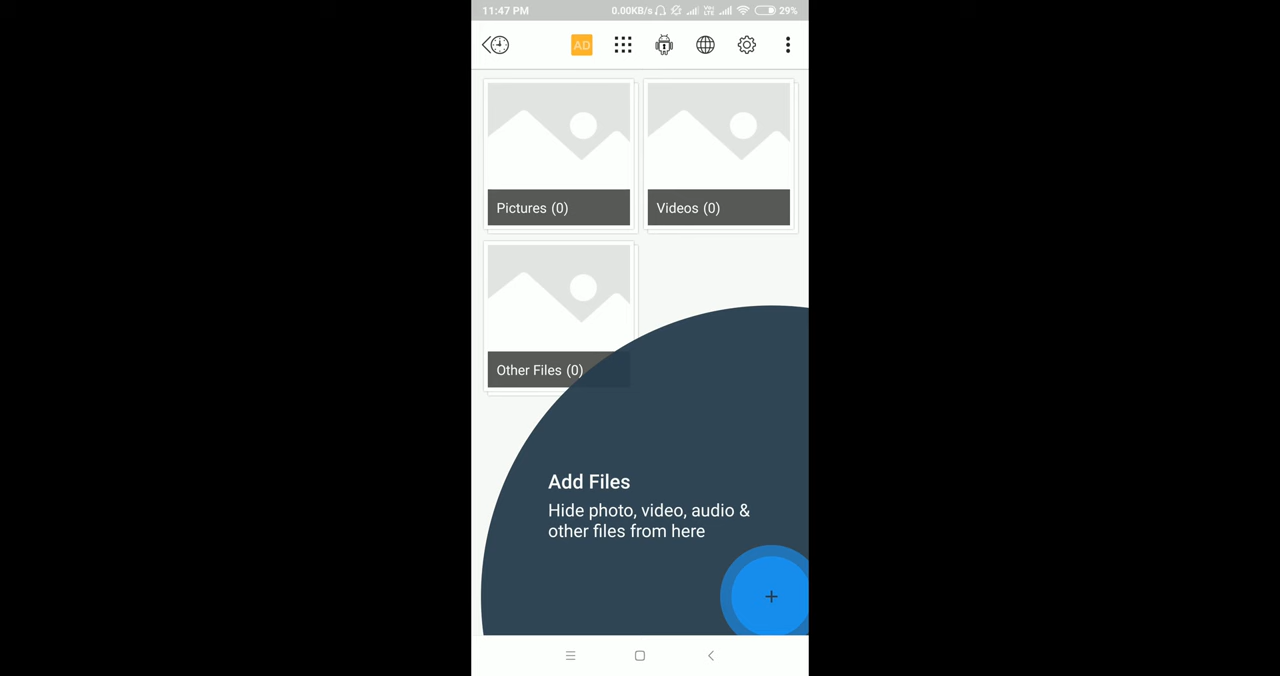 11:47 PM
0.00KB/s
VoLTE
29%
AD
Pictures (0)
Videos (0)
Other Files (0)
Add Files
Hide photo, video, audio &
other files from here
+